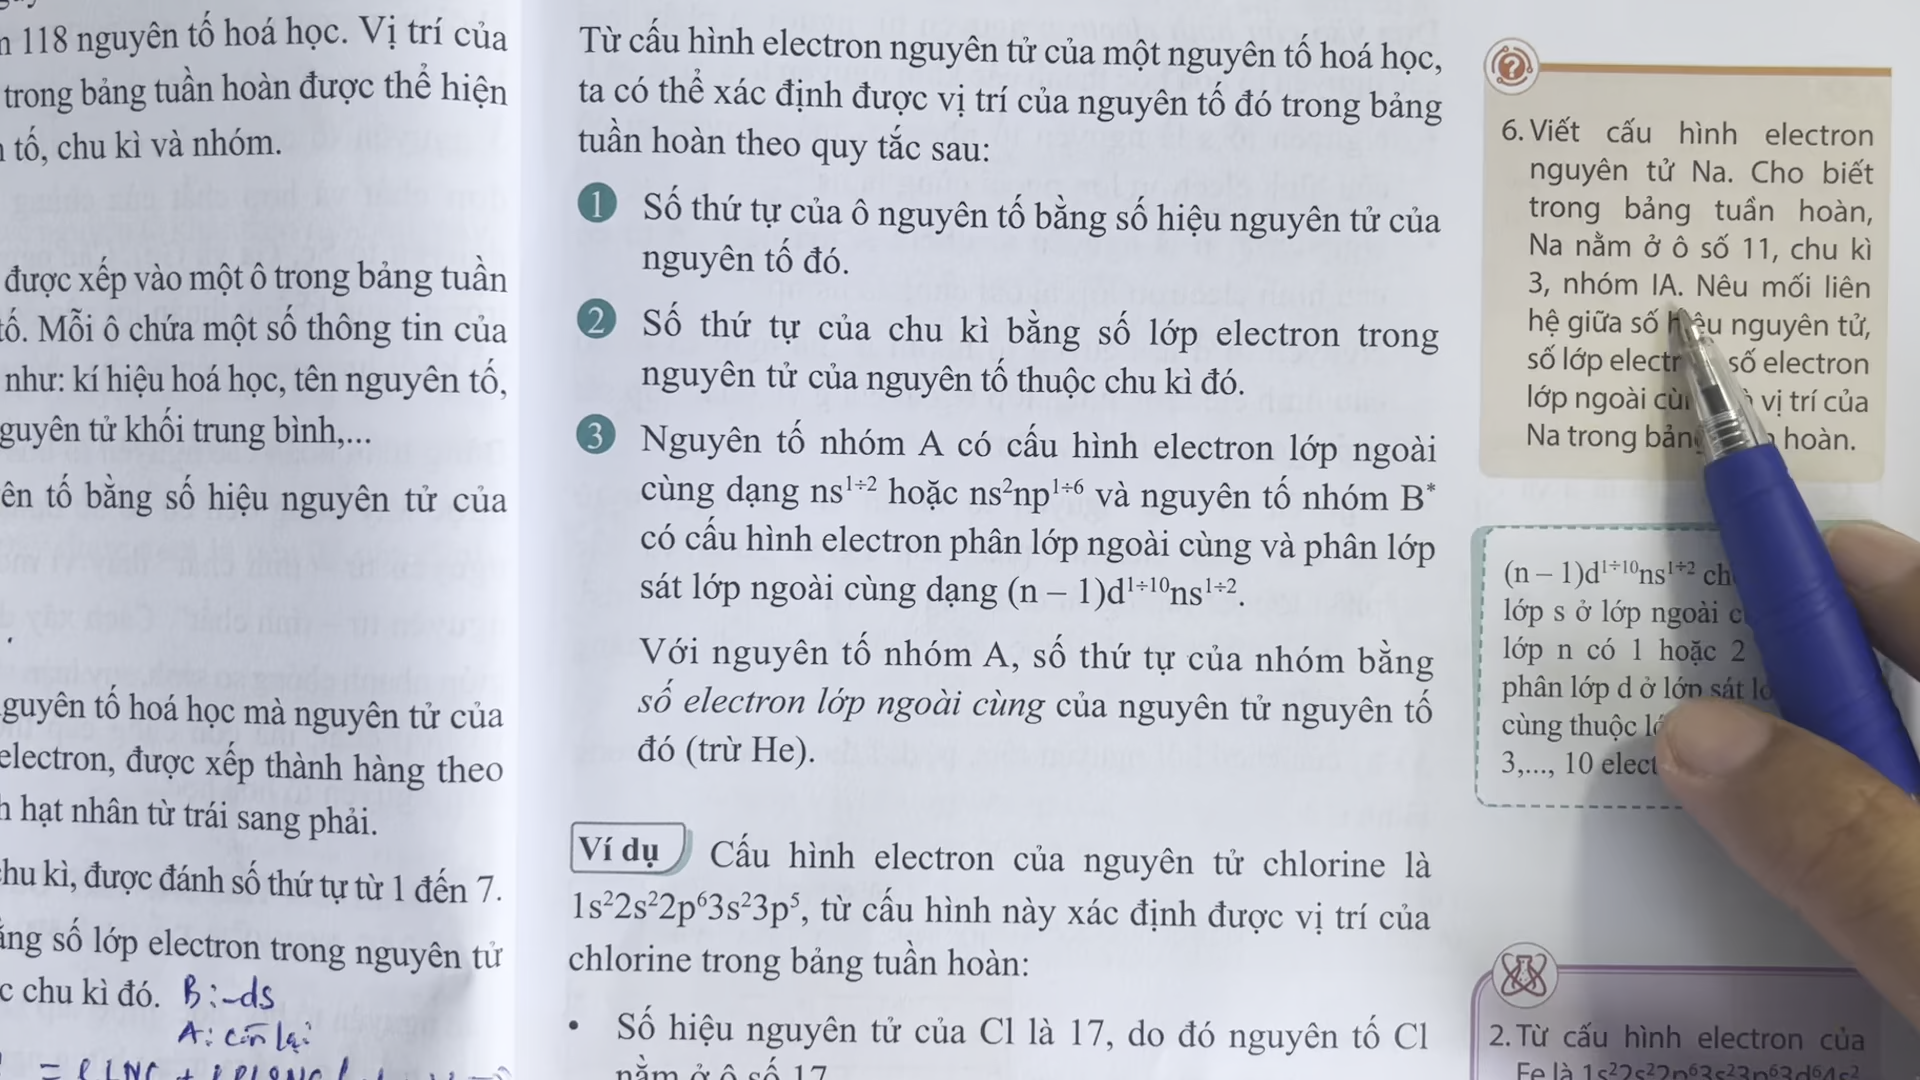 118 nguyên tố hoá học. Vị trí của
trong bảng tuần hoàn được thể hiện
tố, chu kì và nhóm.
được xếp vào một ô trong bảng tuần
tố. Mỗi ô chứa một số thông tin của
như: kí hiệu hoá học, tên nguyên tố,
guyên tử khối trung bình,...
ên tố bằng số hiệu nguyên tử của
guyên tố hoá học mà nguyên tử của
electron, được xếp thành hàng theo
hạt nhân từ trái sang phải.
chu kì, được đánh số thứ tự từ 1 đến 7.
ằng số lớp electron trong nguyên tử
c chu kì đó. B: -ds
A: còn lại
Từ cấu hình electron nguyên tử của một nguyên tố hoá học,
ta có thể xác định được vị trí của nguyên tố đó trong bảng
tuần hoàn theo quy tắc sau:
1 Số thứ tự của ô nguyên tố bằng số hiệu nguyên tử của
nguyên tố đó.
2 Số thứ tự của chu kì bằng số lớp electron trong
nguyên tử của nguyên tố thuộc chu kì đó.
3 Nguyên tố nhóm A có cấu hình electron lớp ngoài
cùng dạng ns¹÷² hoặc ns²np¹÷⁶ và nguyên tố nhóm B*
có cấu hình electron phân lớp ngoài cùng và phân lớp
sát lớp ngoài cùng dạng (n – 1)d¹÷¹⁰ns¹÷².
Với nguyên tố nhóm A, số thứ tự của nhóm bằng
số electron lớp ngoài cùng của nguyên tử nguyên tố
đó (trừ He).
Ví dụ Cấu hình electron của nguyên tử chlorine là
1s²2s²2p⁶3s²3p⁵, từ cấu hình này xác định được vị trí của
chlorine trong bảng tuần hoàn:
• Số hiệu nguyên tử của Cl là 17, do đó nguyên tố Cl
nằm ở ô số 17
6. Viết cấu hình electron
nguyên tử Na. Cho biết
trong bảng tuần hoàn,
Na nằm ở ô số 11, chu kì
3, nhóm IA. Nêu mối liên
hệ giữa số hiệu nguyên tử,
số lớp electr số electron
lớp ngoài vị trí của
Na trong hoàn.
(n – 1)d¹÷¹⁰ns¹÷²
lớp s ở lớp ngoài
lớp n có 1 hoặc 2
phân lớp d ở lớp sát
cùng thuộc
3,..., 10 elect
2. Từ cấu hình electron của
Fe là 1s²2s²2p⁶3s²3p⁶3d⁶4s²